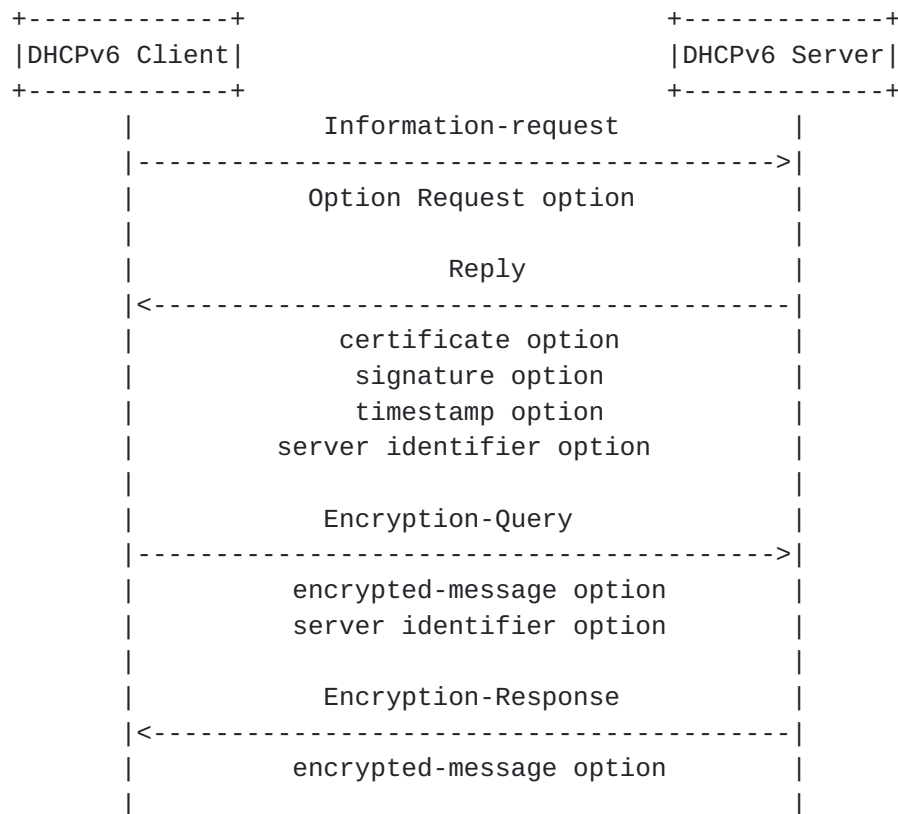 DHCPv6 Client DHCPv6 Server
Information-request
Option Request option
Reply
certificate option
signature option
timestamp option
server identifier option
Encryption-Query
encrypted-message option
server identifier option
Encryption-Response
encrypted-message option